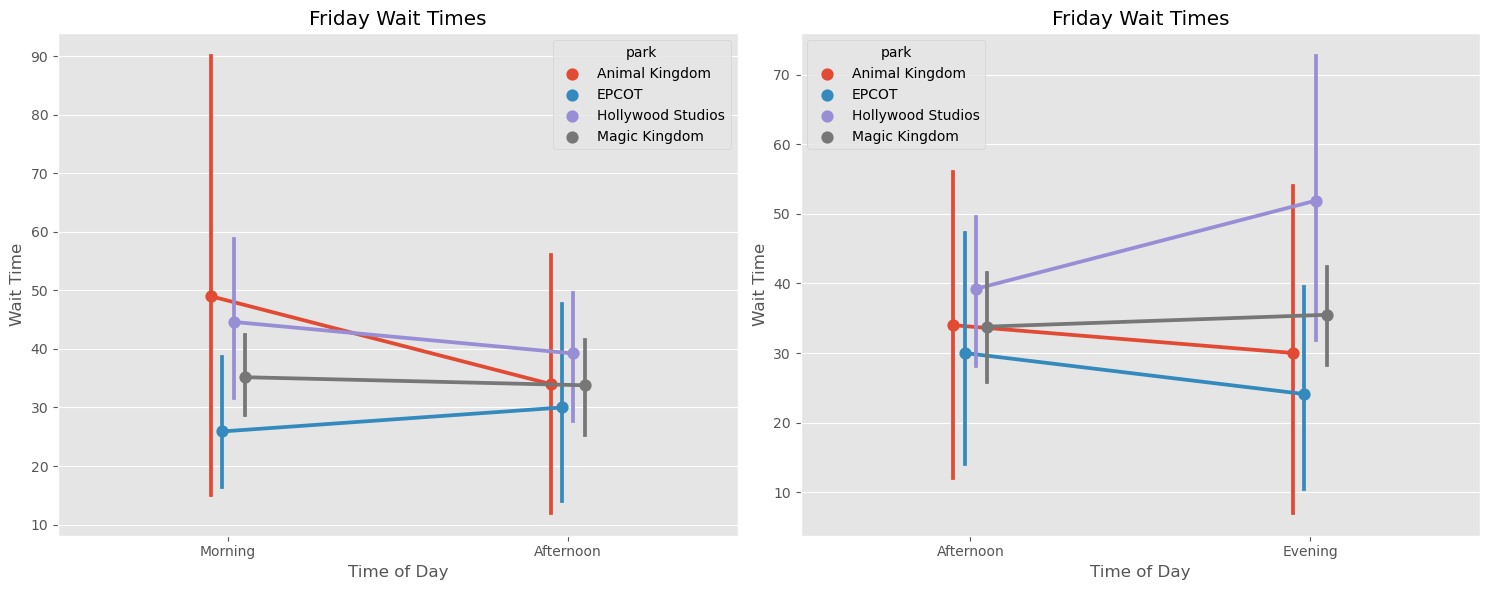 Friday Wait Times
park
Animal Kingdom
EPCOT
Hollywood Studios
Magic Kingdom
90
80
70
60
50
40
30
20
10
Wait Time
Morning
Afternoon
Time of Day
Friday Wait Times
park
Animal Kingdom
EPCOT
Hollywood Studios
Magic Kingdom
70
60
50
40
30
20
10
Wait Time
Afternoon
Evening
Time of Day